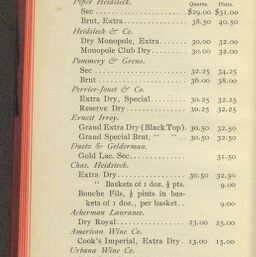 Piper Heidsieck. Quarts. Pints.
Sec $29.00 $31.00
Brut, Extra 38.50 40.50
Heidsieck & Co.
Dry Monopole, Extra 30.00 32.00
Monopole Club Dry 30.00 32.00
Pommery & Greno.
Sec 32.25 34.25
Brut 36.00 38.00
Perrier-Jouet & Co.
Extra Dry, Special 30.25 32.25
Reserve Dry 30.25 32.25
Ernest Irroy.
Grand Extra Dry (Black Top). 30.50 32.50
Grand Special Brut, " " 30.50 32.50
Duetz & Gelderman.
Gold Lac. Sec 31.50
Chas. Heidsieck.
Extra Dry 30.50 32.50
" Baskets of 1 doz. ½ pts. 9.00
Bouche Fils, ½ pints in bas-
kets of 1 doz., per basket 9.00
Ackerman Laurance.
Dry Royal 23.00 25.00
American Wine Co.
Cook's Imperial, Extra Dry 13.00 15.00
Urbana Wine Co.